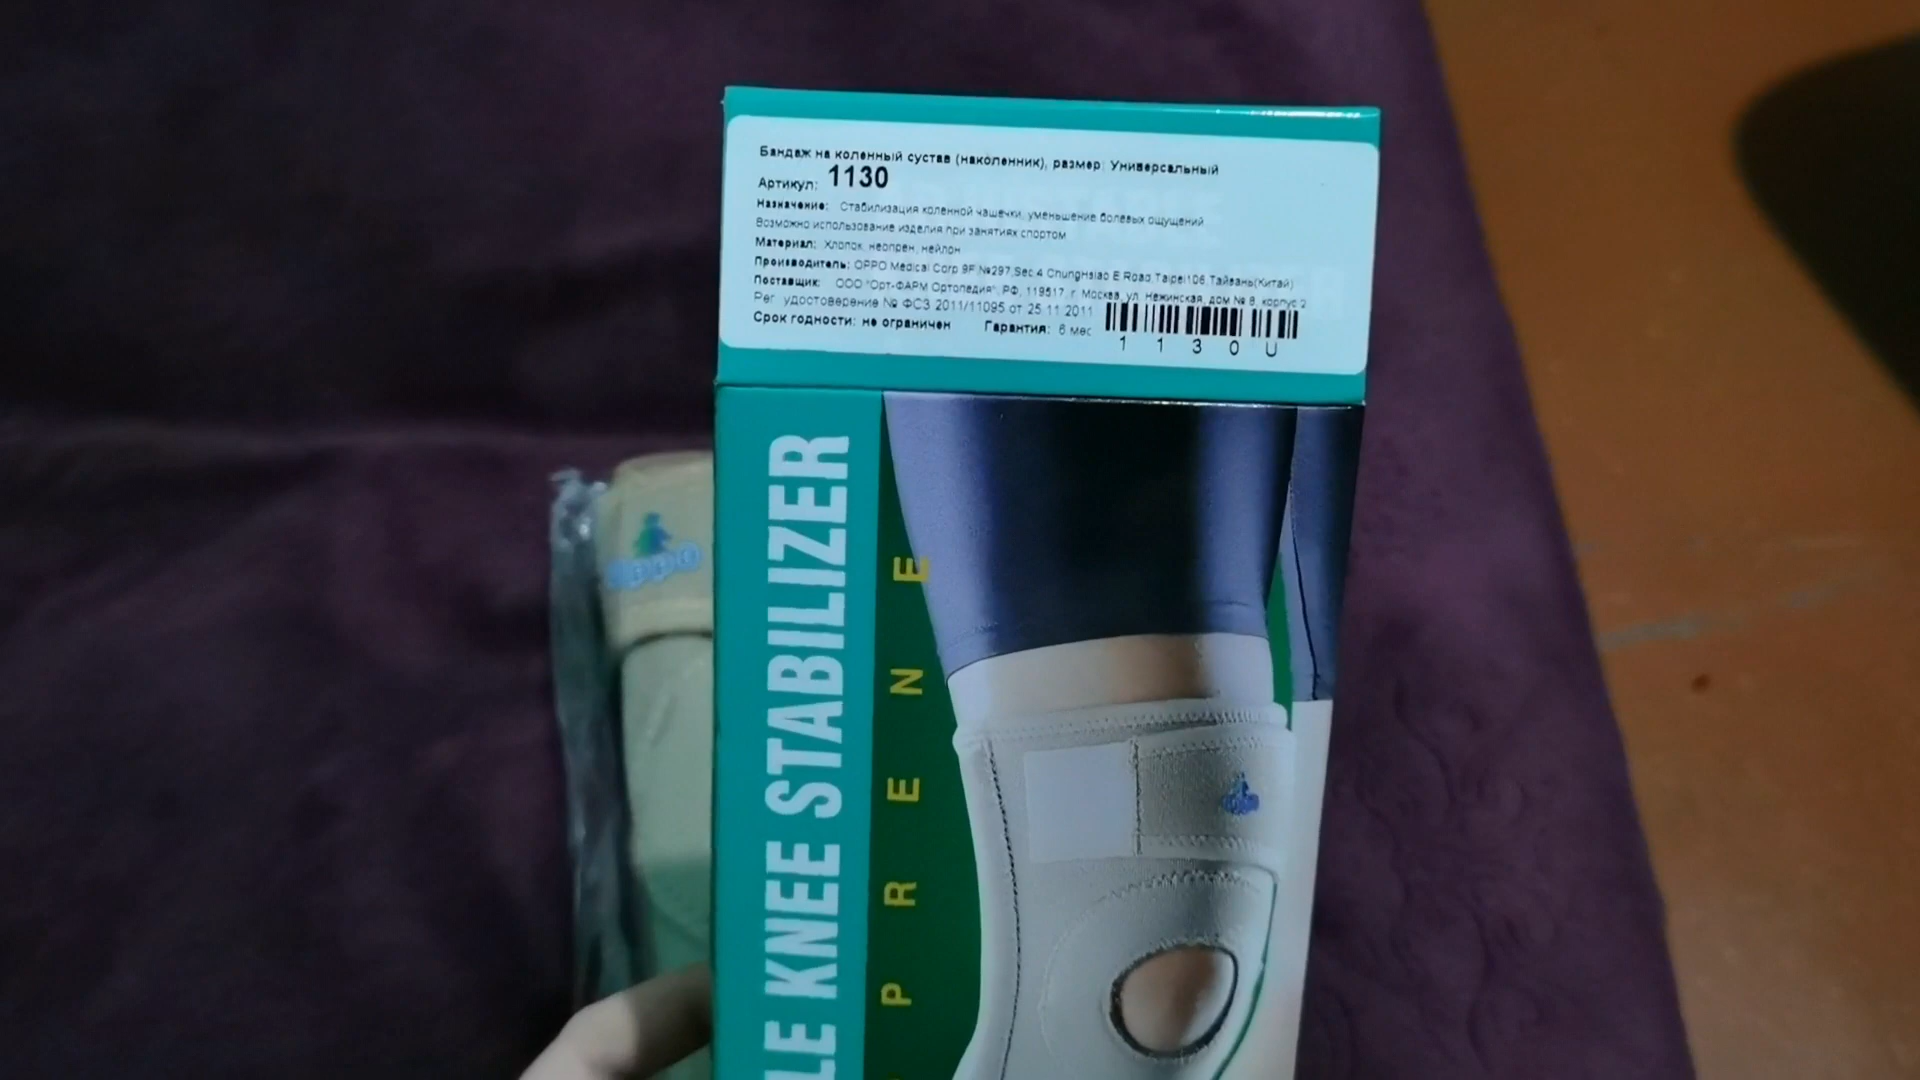 Бандаж на коленный сустав (наколенник), размер: Универсальный
Артикул: 1130
Назначение: Стабилизация коленной чашечки, уменьшение болевых ощущений
Возможно использование изделия при занятиях спортом
Материал: Хлопок, неопрен, нейлон
Производитель: OPPO Medical Corp 9F,№297,Sec.4 ChungHsiao E Road,Taipei106,Тайвань(Китай)
Поставщик: ООО "Орт-ФАРМ Ортопедия", РФ, 119517, г. Москва, ул. Нежинская, дом № 8, корпус 2
Рег. удостоверение № ФСЗ 2011/11095 от 25.11.2011
Срок годности: не ограничен Гарантия: 6 мес
1130U
LE KNEE STABILIZER
PRENE
oppo